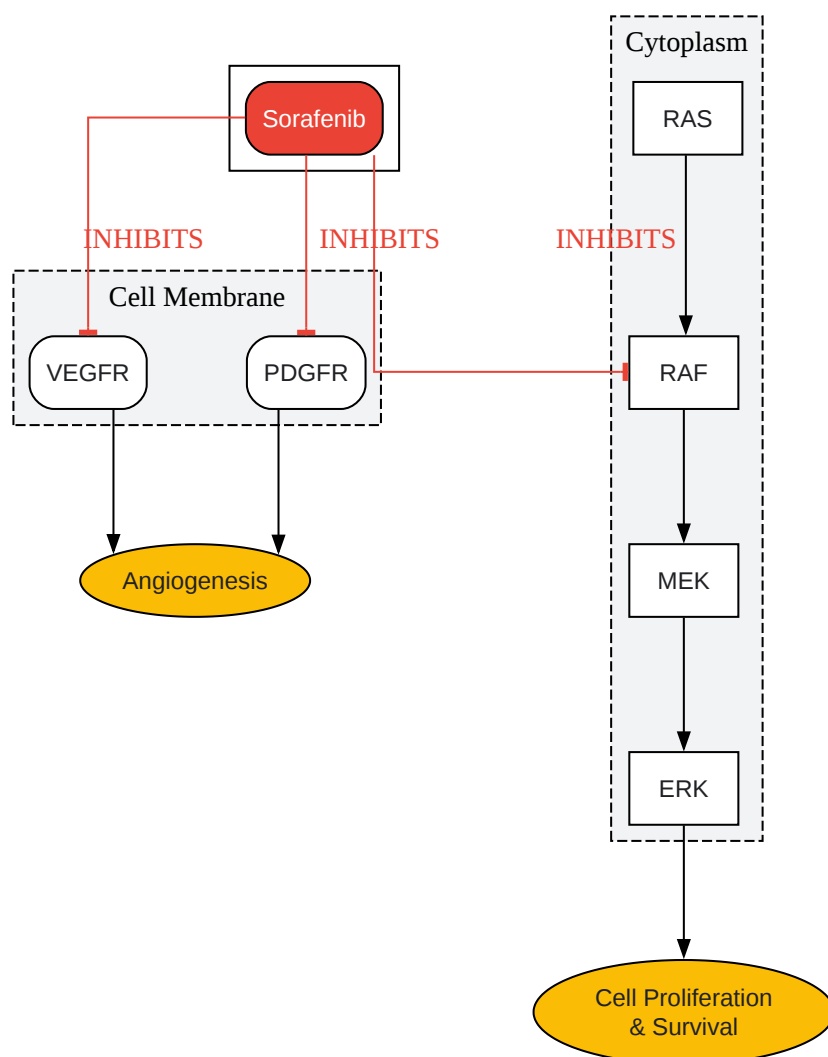 Cytoplasm
Sorafenib
RAS
INHIBITS
INHIBITS
INHIBITS
Cell Membrane
VEGFR
PDGFR
RAF
Angiogenesis
MEK
ERK
Cell Proliferation
& Survival